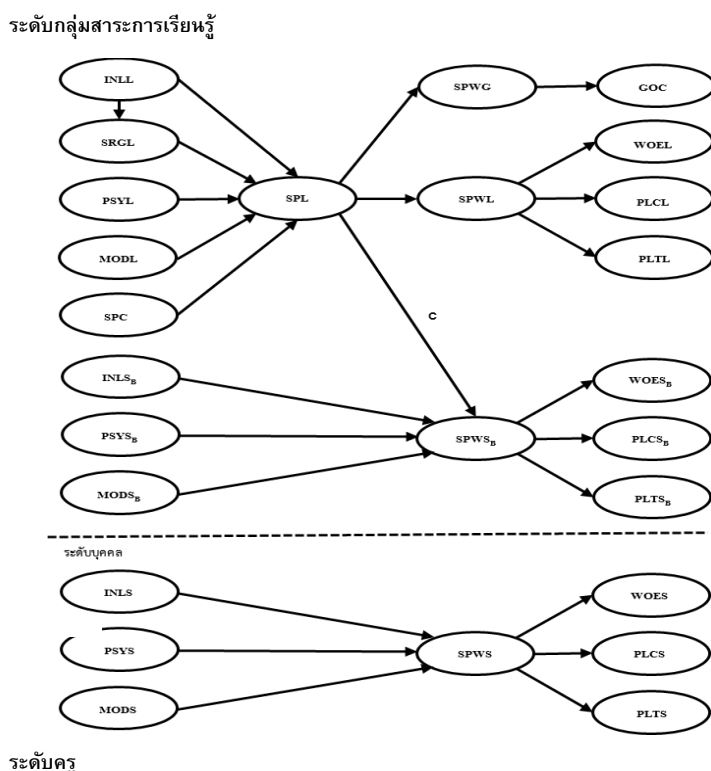 ระดับกลุ่มสาระการเรียนรู้
INLL
SPWG
GOC
SRGL
WOEL
PSYL
SPL
SPWL
PLCL
MODL
PLTL
SPC
C
INLS_B
WOES_B
PSYS_B
SPWS_B
PLCS_B
MODS_B
PLTS_B
ระดับบุคคล
INLS
WOES
PSYS
SPWS
PLCS
MODS
PLTS
ระดับครู